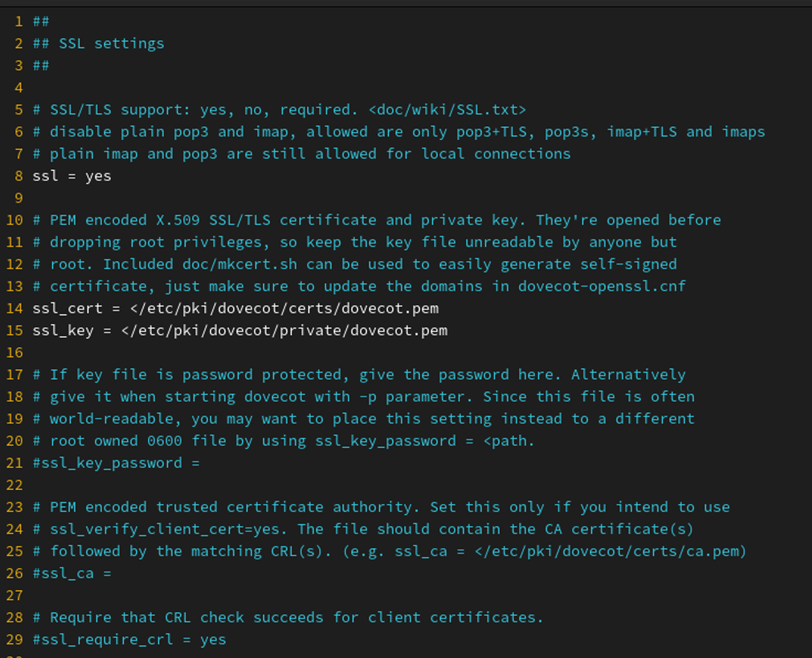 1 ##
2 ## SSL settings
3 ##
4
5 # SSL/TLS support: yes, no, required. <doc/wiki/SSL.txt>
6 # disable plain pop3 and imap, allowed are only pop3+TLS, pop3s, imap+TLS and imaps
7 # plain imap and pop3 are still allowed for local connections
8 ssl = yes
9
10 # PEM encoded X.509 SSL/TLS certificate and private key. They're opened before
11 # dropping root privileges, so keep the key file unreadable by anyone but
12 # root. Included doc/mkcert.sh can be used to easily generate self-signed
13 # certificate, just make sure to update the domains in dovecot-openssl.cnf
14 ssl_cert = </etc/pki/dovecot/certs/dovecot.pem
15 ssl_key = </etc/pki/dovecot/private/dovecot.pem
16
17 # If key file is password protected, give the password here. Alternatively
18 # give it when starting dovecot with -p parameter. Since this file is often
19 # world-readable, you may want to place this setting instead to a different
20 # root owned 0600 file by using ssl_key_password = <path.
21 #ssl_key_password =
22
23 # PEM encoded trusted certificate authority. Set this only if you intend to use
24 # ssl_verify_client_cert=yes. The file should contain the CA certificate(s)
25 # followed by the matching CRL(s). (e.g. ssl_ca = </etc/pki/dovecot/certs/ca.pem)
26 #ssl_ca =
27
28 # Require that CRL check succeeds for client certificates.
29 #ssl_require_crl = yes